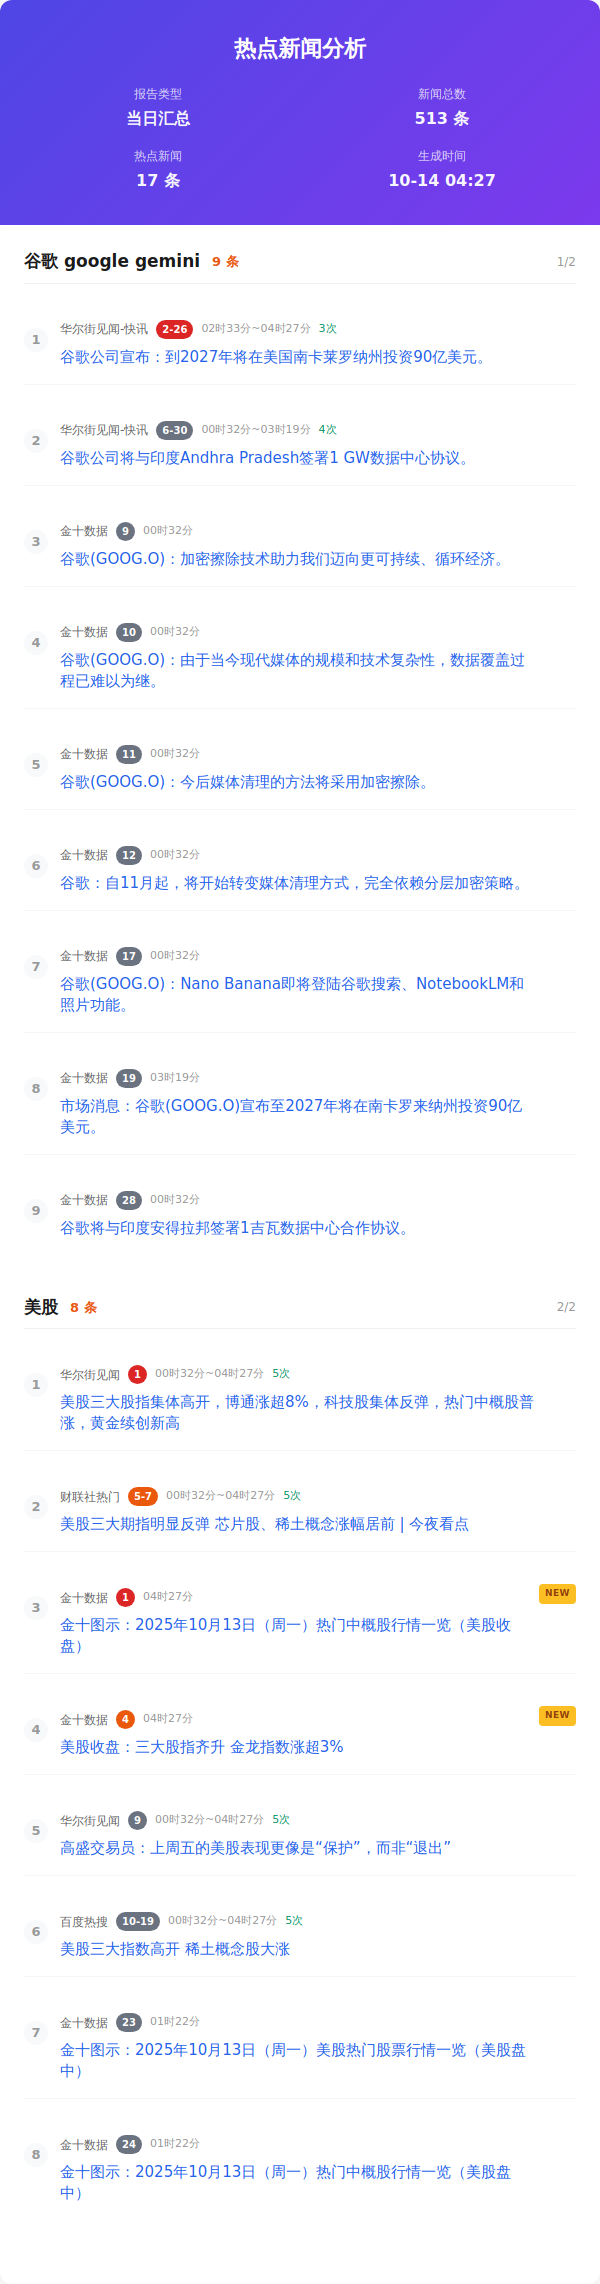 热点新闻分析
报告类型
新闻总数
当日汇总
513 条
热点新闻
生成时间
17 条
10-14 04:27
谷歌 google gemini 9 条 1/2
1
华尔街见闻-快讯 2-26 02时33分~04时27分 3次
谷歌公司宣布：到2027年将在美国南卡莱罗纳州投资90亿美元。
2
华尔街见闻-快讯 6-30 00时32分~03时19分 4次
谷歌公司将与印度Andhra Pradesh签署1 GW数据中心协议。
3
金十数据 9 00时32分
谷歌(GOOG.O)：加密擦除技术助力我们迈向更可持续、循环经济。
4
金十数据 10 00时32分
谷歌(GOOG.O)：由于当今现代媒体的规模和技术复杂性，数据覆盖过
程已难以为继。
5
金十数据 11 00时32分
谷歌(GOOG.O)：今后媒体清理的方法将采用加密擦除。
6
金十数据 12 00时32分
谷歌：自11月起，将开始转变媒体清理方式，完全依赖分层加密策略。
7
金十数据 17 00时32分
谷歌(GOOG.O)：Nano Banana即将登陆谷歌搜索、NotebookLM和
照片功能。
8
金十数据 19 03时19分
市场消息：谷歌(GOOG.O)宣布至2027年将在南卡罗来纳州投资90亿
美元。
9
金十数据 28 00时32分
谷歌将与印度安得拉邦签署1吉瓦数据中心合作协议。
美股 8 条 2/2
1
华尔街见闻 1 00时32分~04时27分 5次
美股三大股指集体高开，博通涨超8%，科技股集体反弹，热门中概股普
涨，黄金续创新高
2
财联社热门 5-7 00时32分~04时27分 5次
美股三大期指明显反弹 芯片股、稀土概念涨幅居前 | 今夜看点
3
金十数据 1 04时27分 NEW
金十图示：2025年10月13日（周一）热门中概股行情一览（美股收
盘）
4
金十数据 4 04时27分 NEW
美股收盘：三大股指齐升 金龙指数涨超3%
5
华尔街见闻 9 00时32分~04时27分 5次
高盛交易员：上周五的美股表现更像是“保护”，而非“退出”
6
百度热搜 10-19 00时32分~04时27分 5次
美股三大指数高开 稀土概念股大涨
7
金十数据 23 01时22分
金十图示：2025年10月13日（周一）美股热门股票行情一览（美股盘
中）
8
金十数据 24 01时22分
金十图示：2025年10月13日（周一）热门中概股行情一览（美股盘
中）